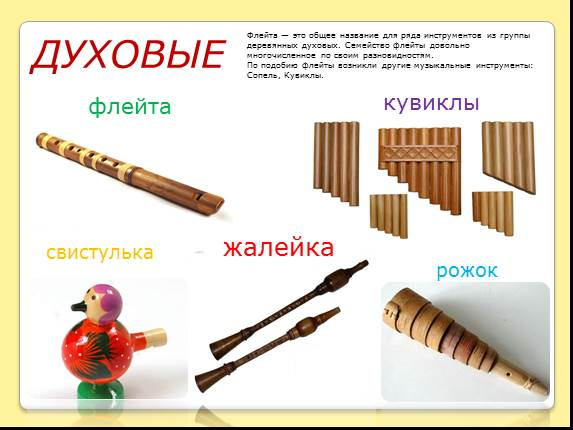 ДУХОВЫЕ
Флейта — это общее название для ряда инструментов из группы
деревянных духовых. Семейство флейты довольно
многочисленное по своим разновидностям.
По подобию флейты возникли другие музыкальные инструменты:
Сопель, Кувиклы.
флейта
кувиклы
свистулька
жалейка
рожок